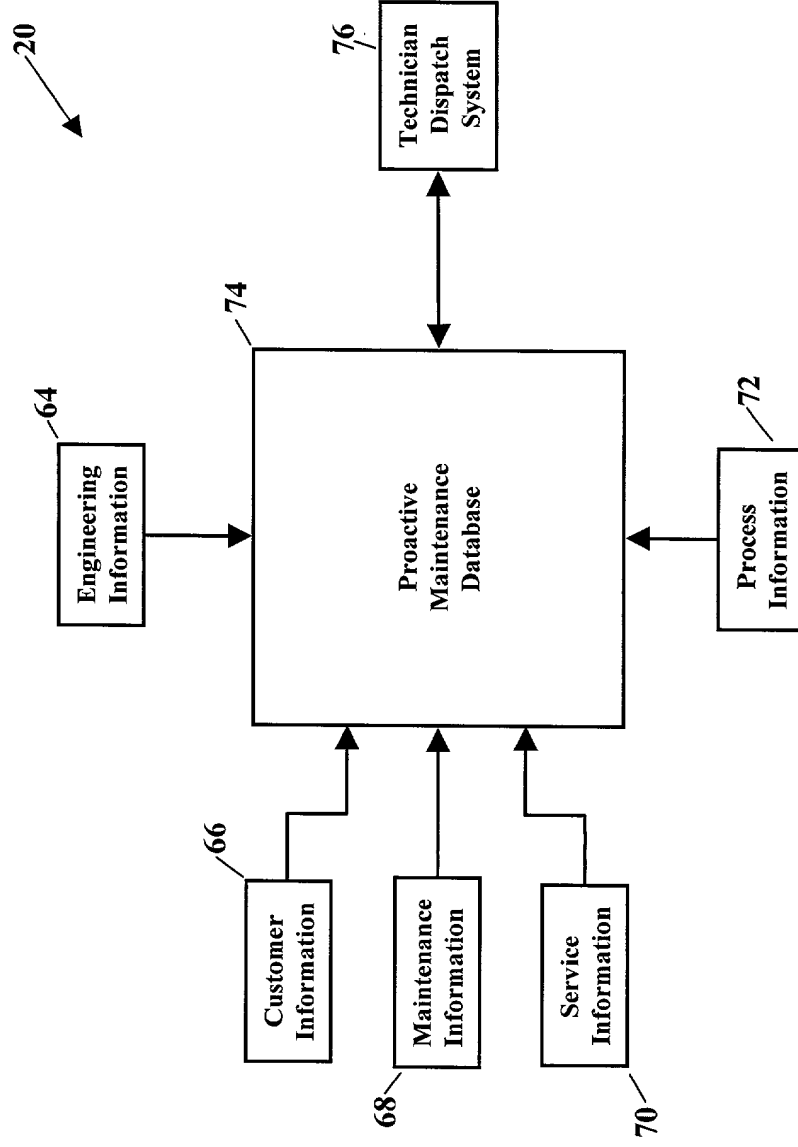 20
64
Engineering
Information
66
Customer
Information
68
Maintenance
Information
70
Service
Information
74
Proactive
Maintenance
Database
72
Process
Information
76
Technician
Dispatch
System